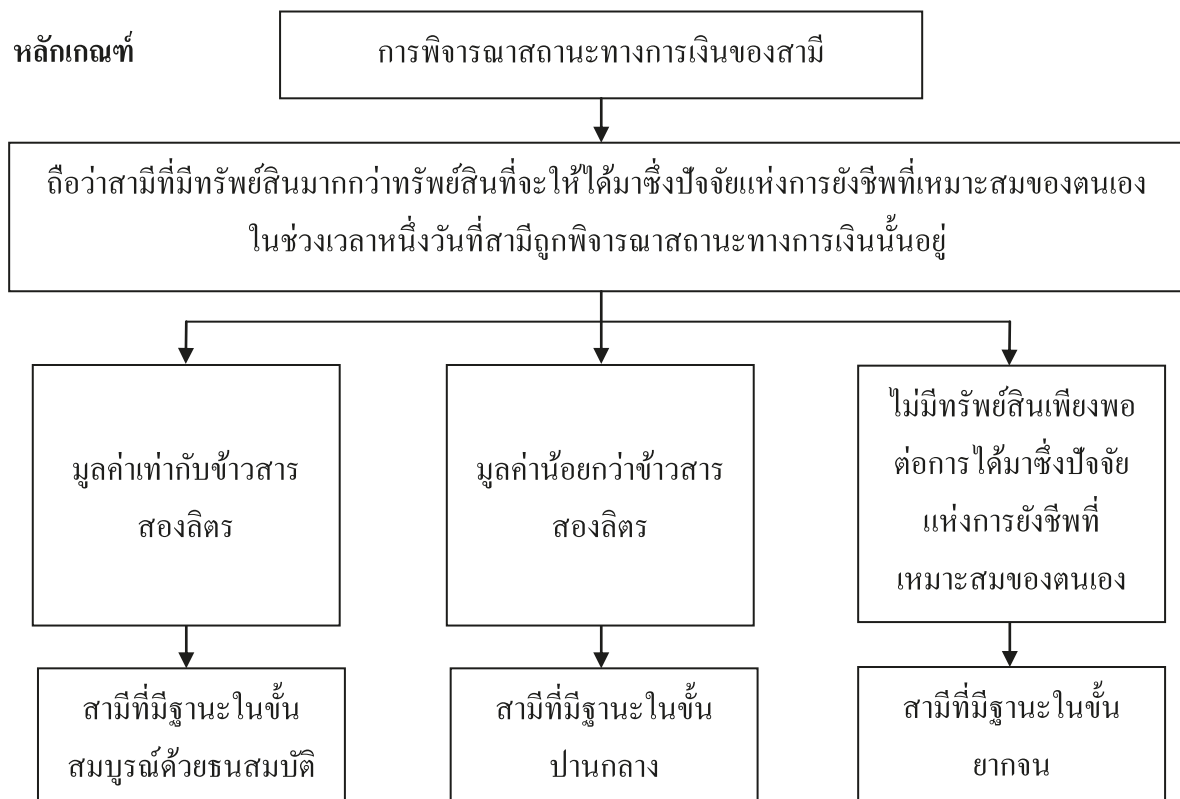 หลักเกณฑ์
การพิจารณาสถานะทางการเงินของสามี
ถือว่าสามีที่มีทรัพย์สินมากกว่าทรัพย์สินที่จะให้ได้มาซึ่งปัจจัยแห่งการยังชีพที่เหมาะสมของตนเอง
ในช่วงเวลาหนึ่งวันที่สามีถูกพิจารณาสถานะทางการเงินนั้นอยู่
มูลค่าเท่ากับข้าวสาร
สองลิตร
มูลค่าน้อยกว่าข้าวสาร
สองลิตร
ไม่มีทรัพย์สินเพียงพอ
ต่อการได้มาซึ่งปัจจัย
แห่งการยังชีพที่
เหมาะสมของตนเอง
สามีที่มีฐานะในขั้น
สมบูรณ์ด้วยธนสมบัติ
สามีที่มีฐานะในขั้น
ปานกลาง
สามีที่มีฐานะในขั้น
ยากจน